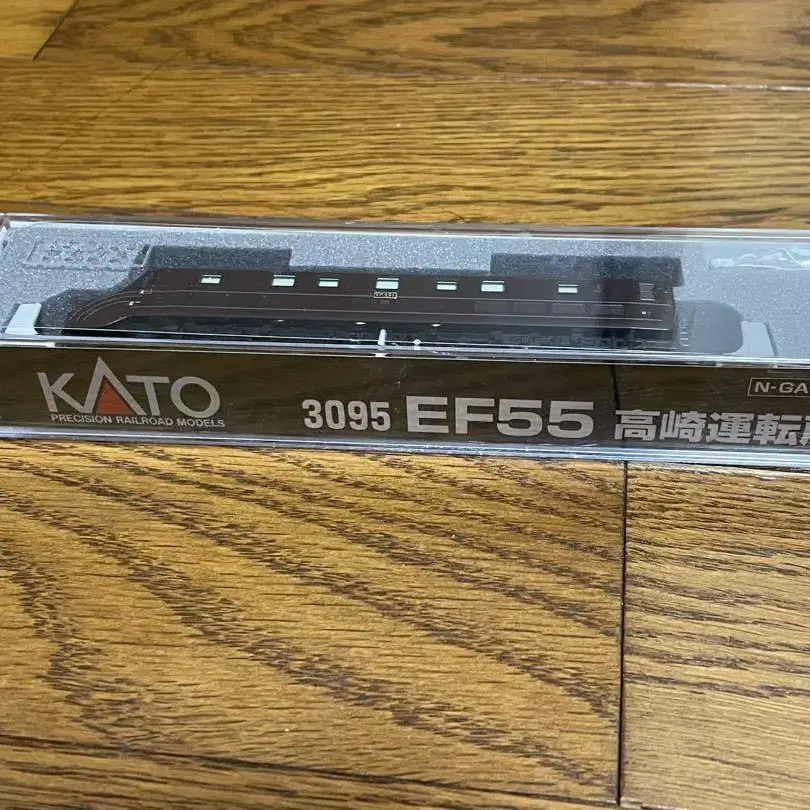 KATO
PRECISION RAILROAD MODELS
3095 EF55 高崎運転
N-GA